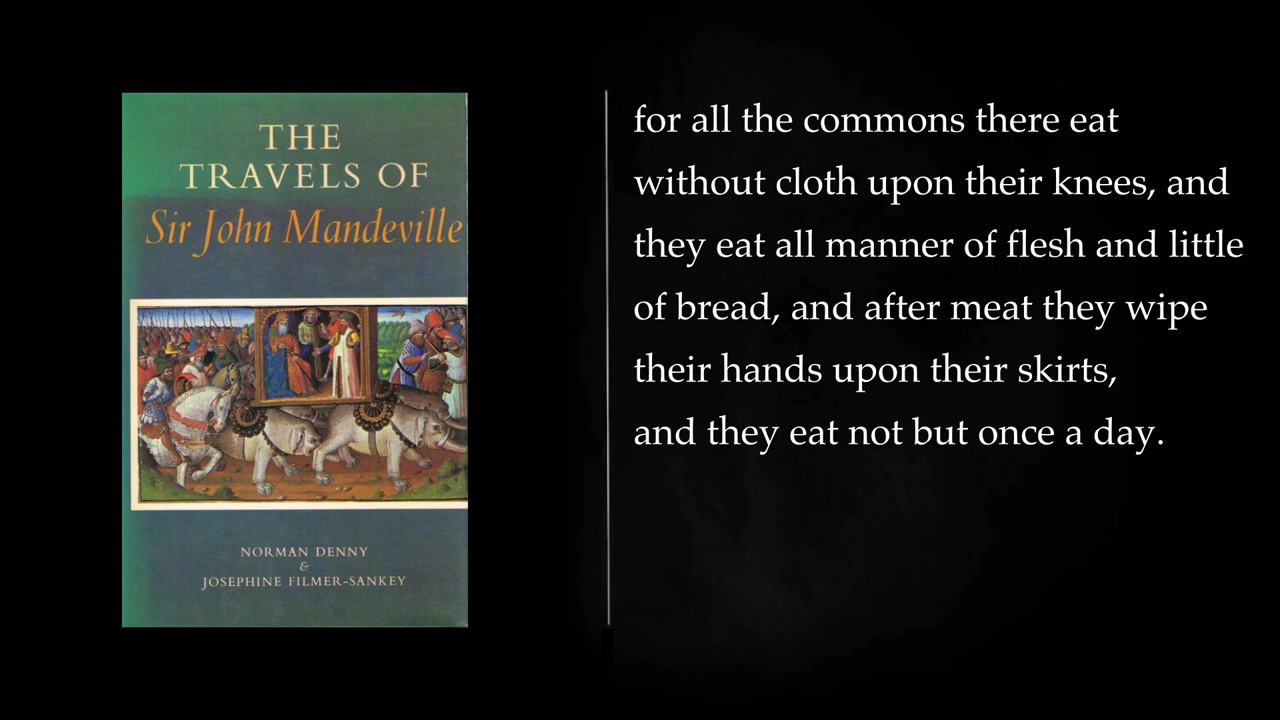 THE
TRAVELS OF
Sir John Mandeville
NORMAN DENNY
&
JOSEPHINE FILMER-SANKEY
for all the commons there eat
without cloth upon their knees, and
they eat all manner of flesh and little
of bread, and after meat they wipe
their hands upon their skirts,
and they eat not but once a day.